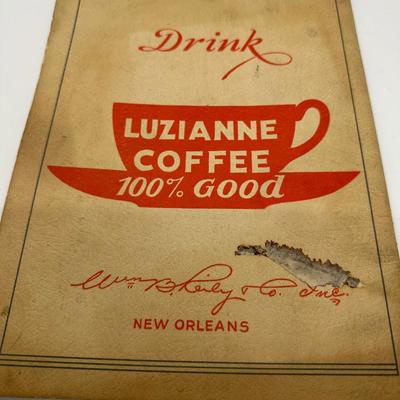 Drink
LUZIANNE
COFFEE
100% GOOD
Wm B. Reily & Co. Inc.
NEW ORLEANS